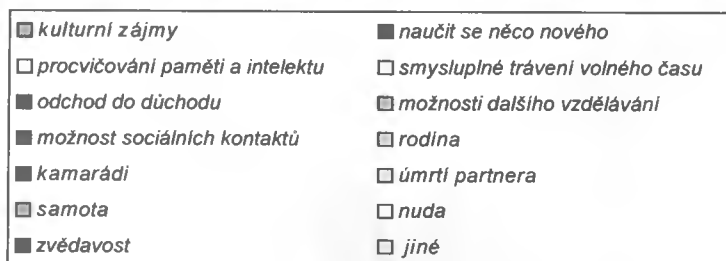 kulturní zájmy
naučit se něco nového
procvičování paměti a intelektu
smysluplné trávení volného času
odchod do důchodu
možnosti dalšího vzdělávání
možnost sociálních kontaktů
rodina
kamarádi
úmrtí partnera
samota
nuda
zvědavost
jiné